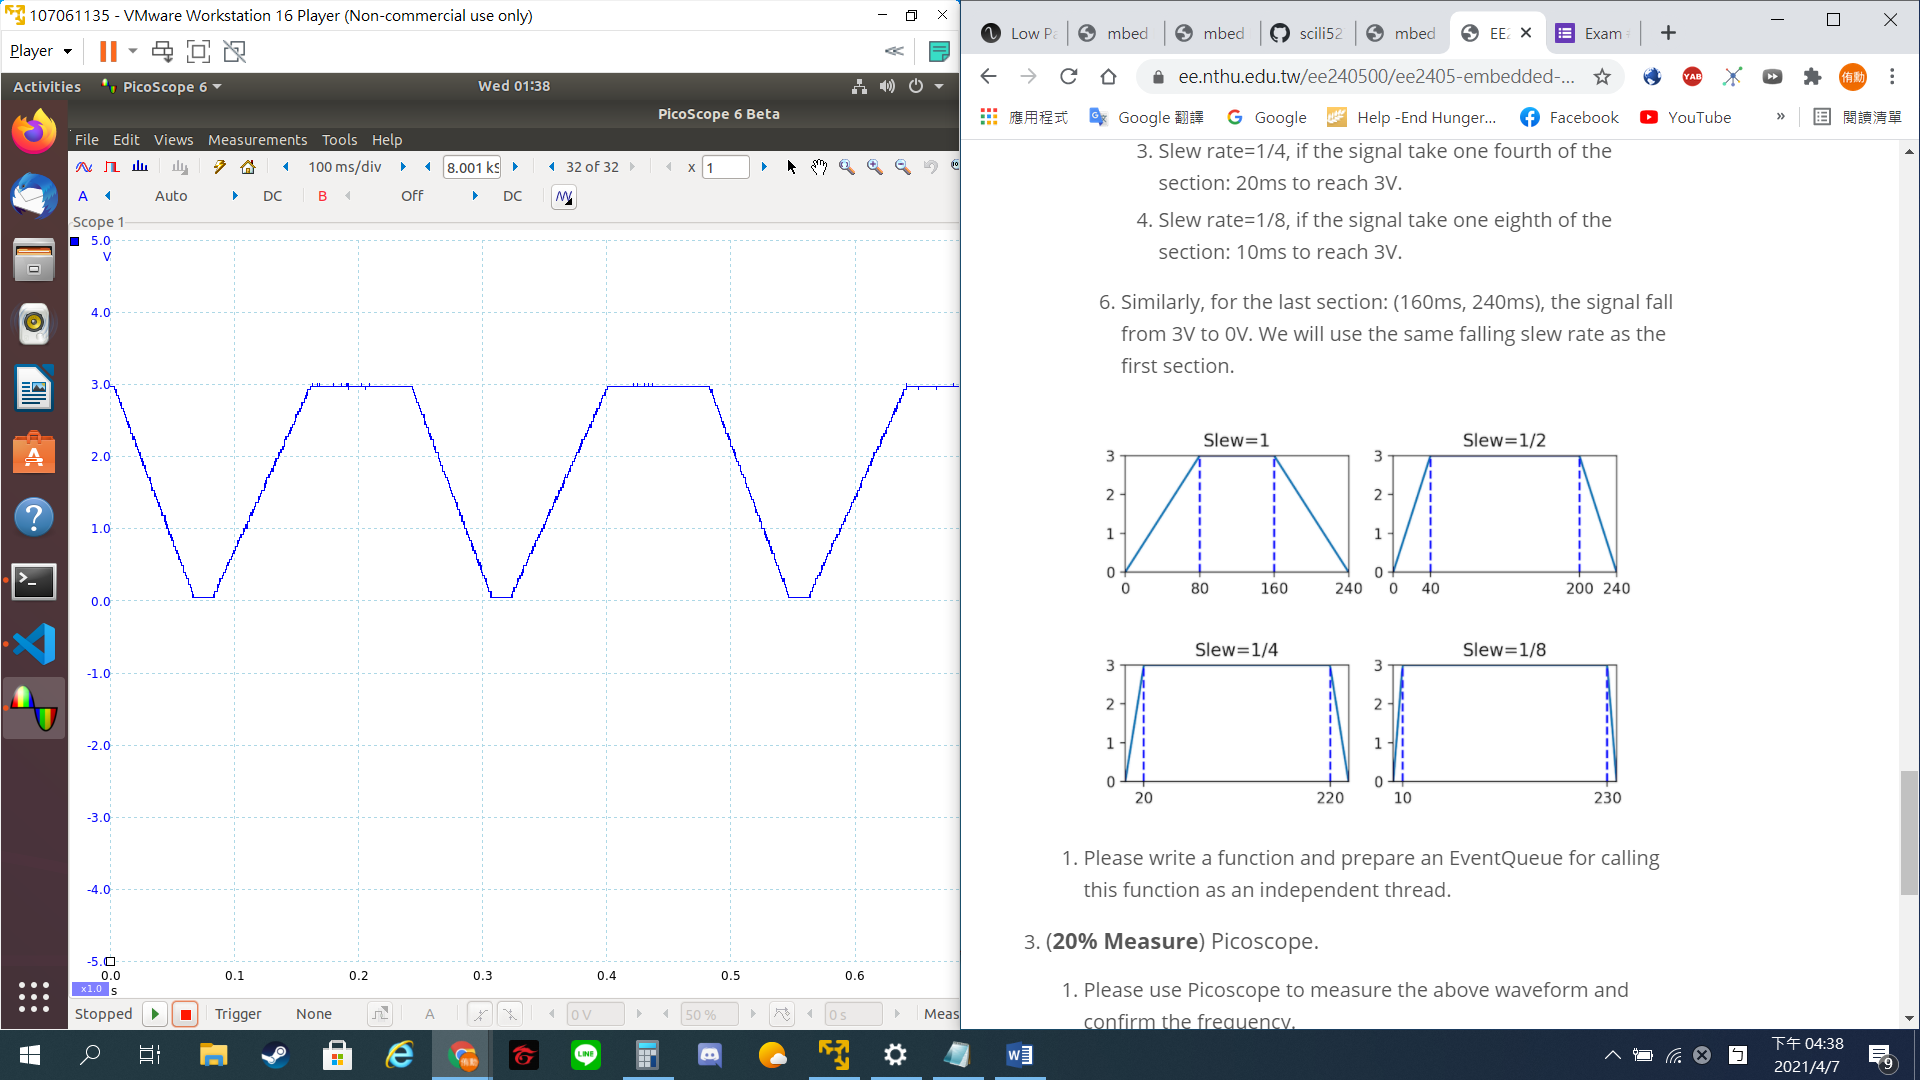 107061135 - VMware Workstation 16 Player (Non-commercial use only)
Player
Activities
PicoScope 6
Wed 01:38
PicoScope 6 Beta
File Edit Views Measurements Tools Help
100 ms/div
8.001 kS
32 of 32
x 1
A Auto DC B Off DC
Scope 1
5.0
V
4.0
3.0
2.0
1.0
0.0
-1.0
-2.0
-3.0
-4.0
-5.0
0.0 0.1 0.2 0.3 0.4 0.5 0.6
x1.0 s
Stopped Trigger None A 0 V 50 % 0 s Meas
Low Pa mbed mbed scili52 mbed EE2 Exam
ee.nthu.edu.tw/ee240500/ee2405-embedded-...
YAB
侑勳
應用程式 Google 翻譯 Google Help -End Hunger... Facebook YouTube » 閱讀清單
3. Slew rate=1/4, if the signal take one fourth of the
section: 20ms to reach 3V.
4. Slew rate=1/8, if the signal take one eighth of the
section: 10ms to reach 3V.
6. Similarly, for the last section: (160ms, 240ms), the signal fall
from 3V to 0V. We will use the same falling slew rate as the
first section.
Slew=1
3
2
1
0
0 80 160 240
Slew=1/2
3
2
1
0
0 40 200 240
Slew=1/4
3
2
1
0
20 220
Slew=1/8
3
2
1
0
10 230
1. Please write a function and prepare an EventQueue for calling
this function as an independent thread.
3. (20% Measure) Picoscope.
1. Please use Picoscope to measure the above waveform and
confirm the frequency.
LINE
下午 04:38
2021/4/7
9